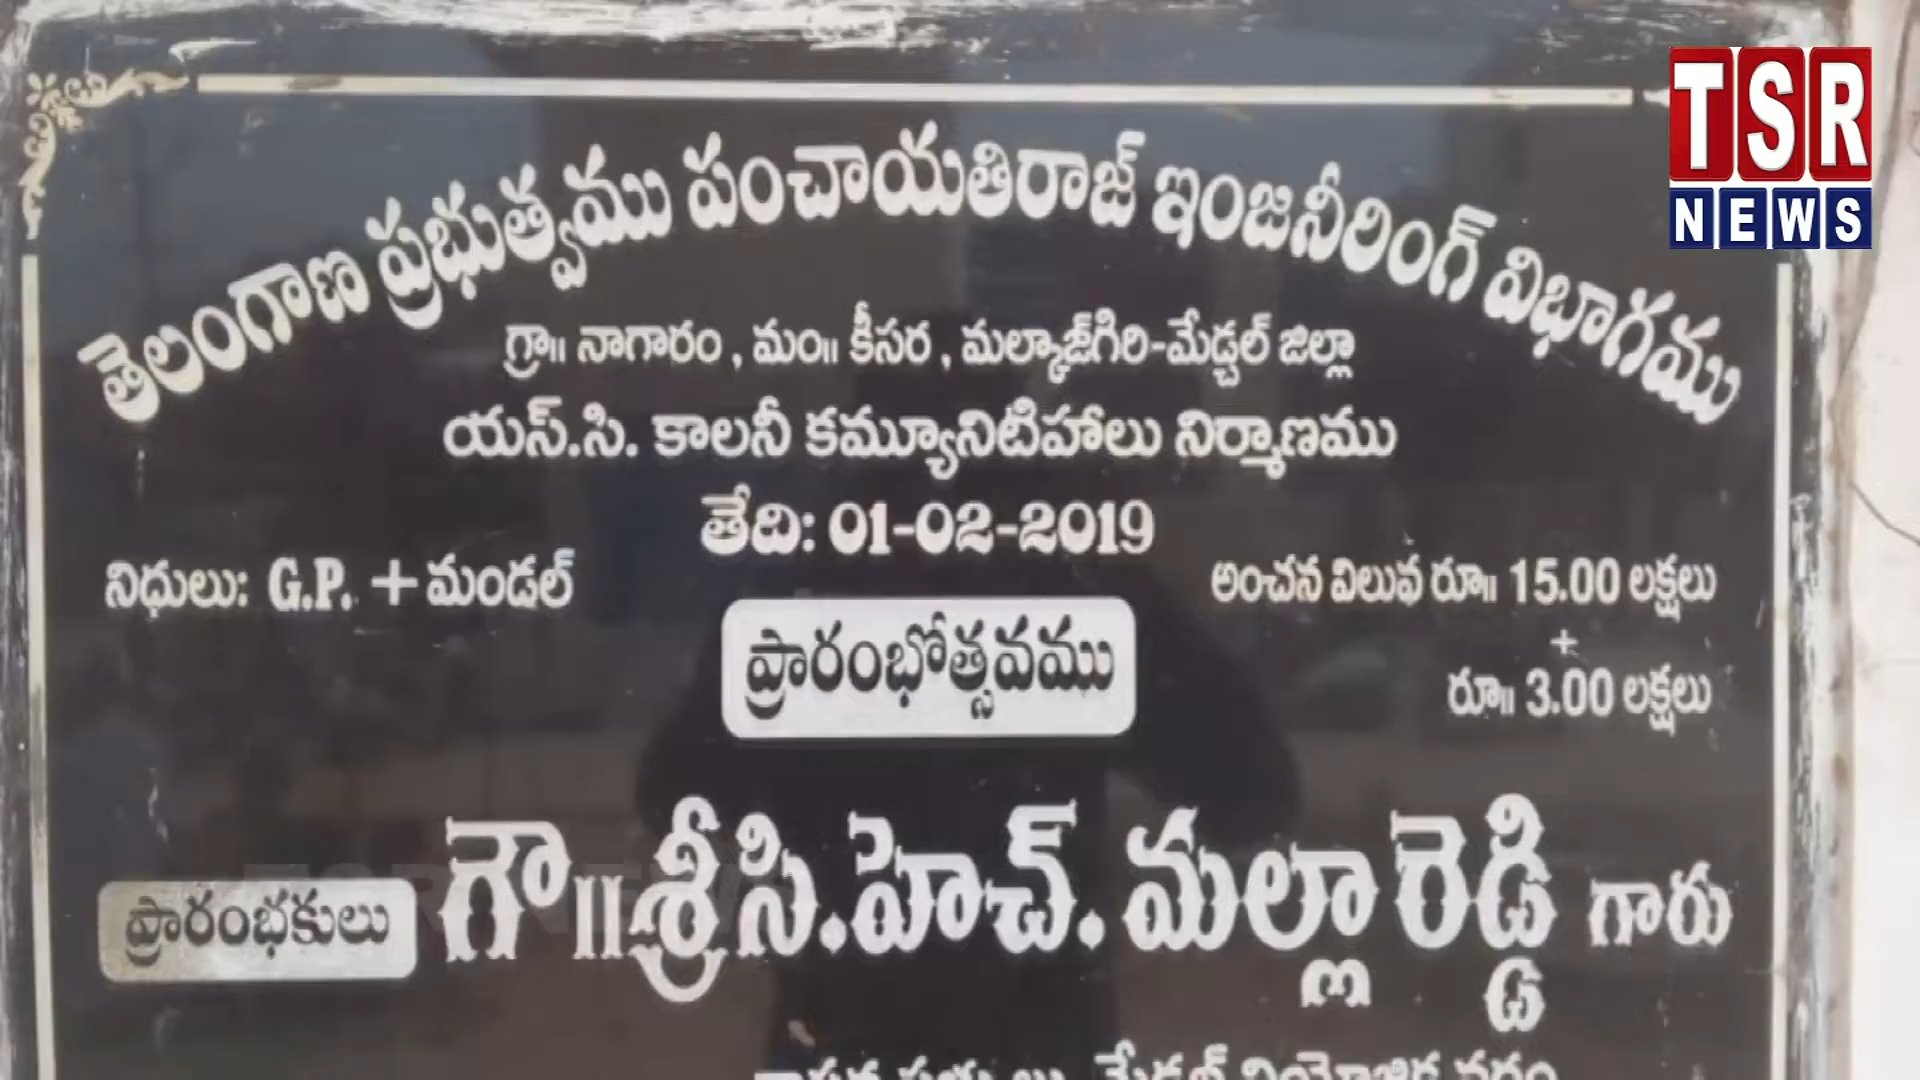 TSR
NEWS
తెలంగాణ ప్రభుత్వము పంచాయతిరాజ్ ఇంజనీరింగ్ విభాగము
గ్రా॥ నాగారం, మం॥ కీసర, మల్కాజ్‌గిరి-మేడ్చల్ జిల్లా
యస్.సి. కాలనీ కమ్యూనిటిహాలు నిర్మాణము
తేది: 01-02-2019
నిధులు: G.P. + మండల్
అంచన విలువ రూ॥ 15.00 లక్షలు
+
రూ॥ 3.00 లక్షలు
ప్రారంభోత్సవము
ప్రారంభకులు గౌ॥శ్రీ సి.హెచ్. మల్లారెడ్డి గారు